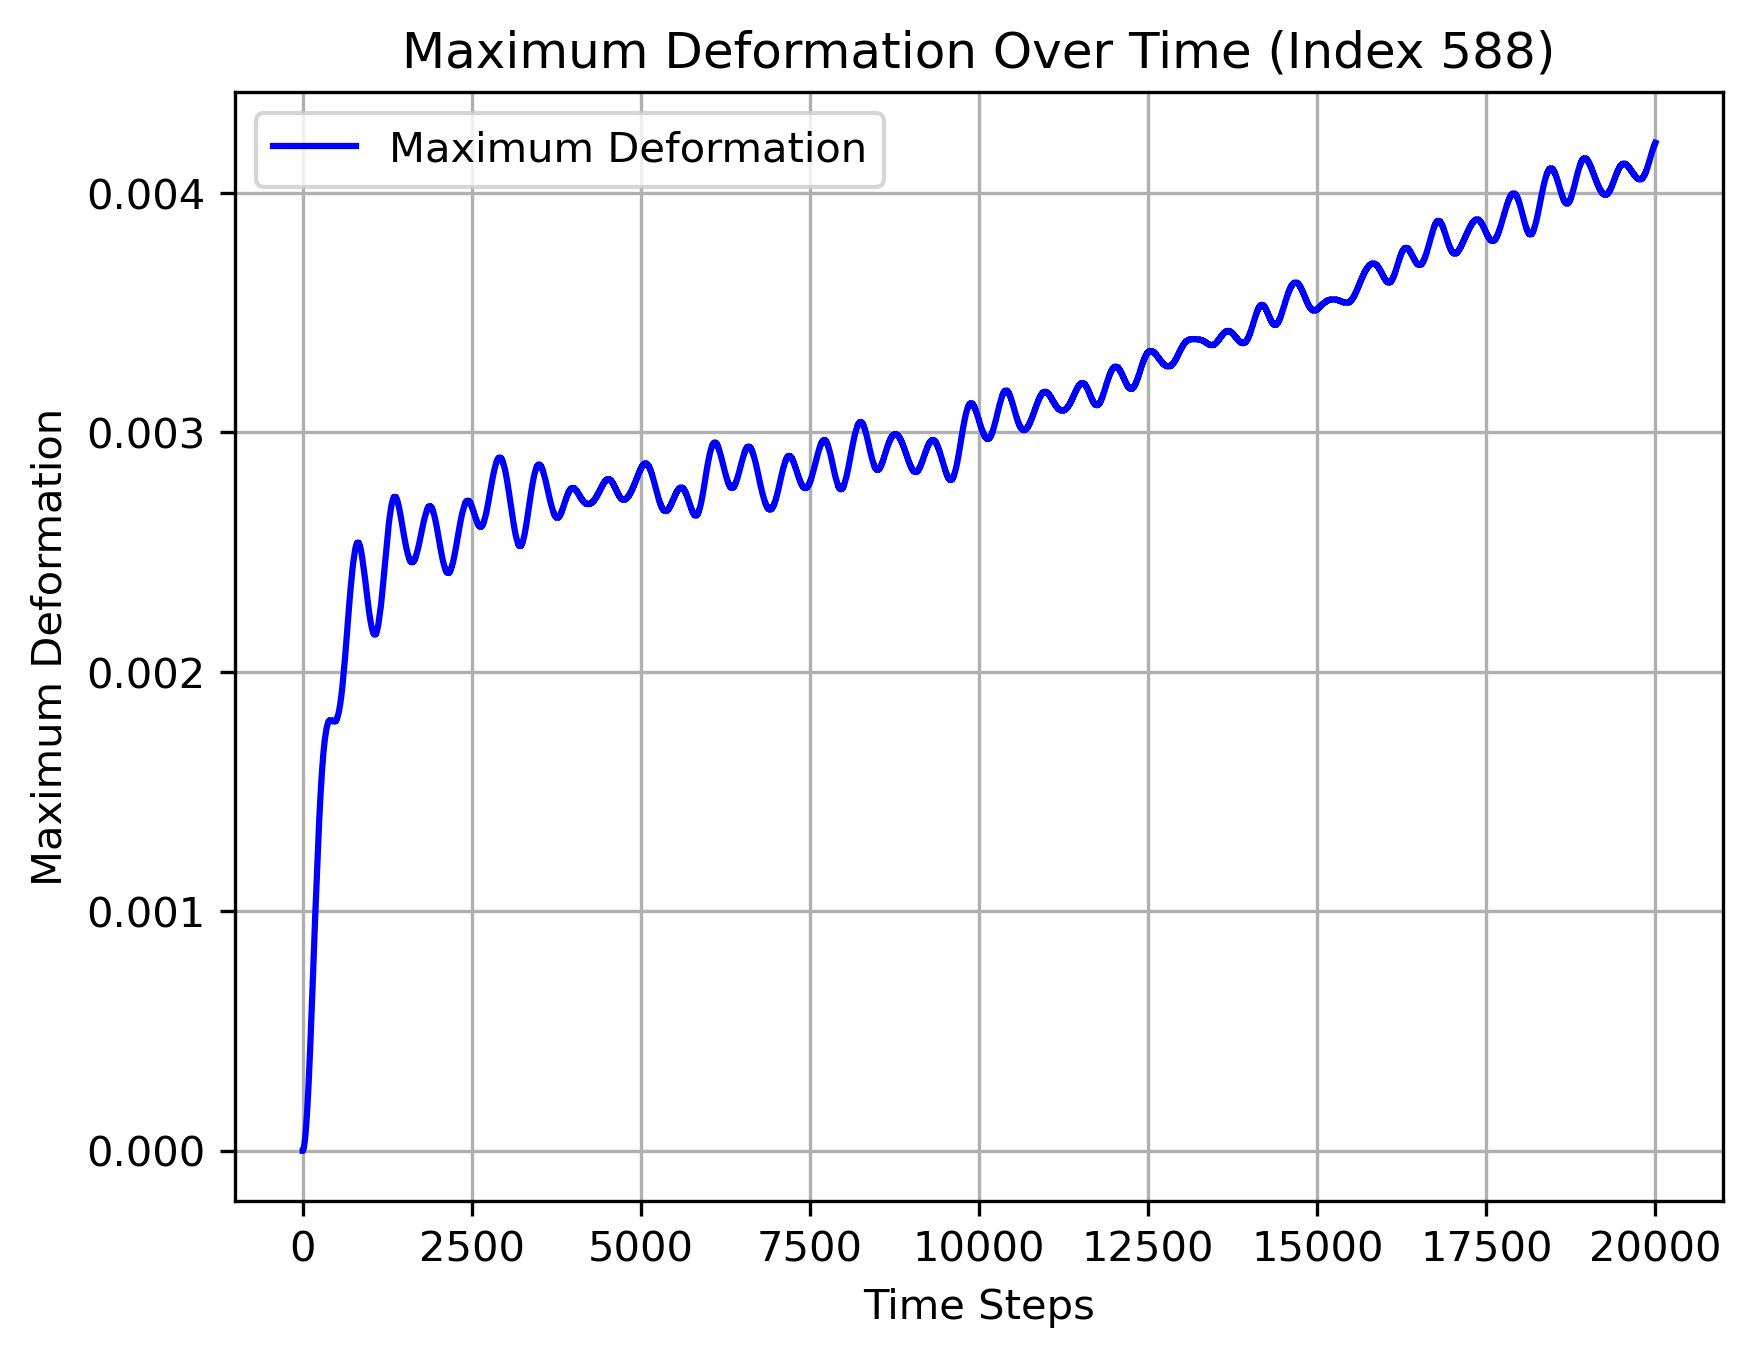 Maximum Deformation Over Time (Index 588)
Maximum Deformation
Maximum Deformation
0.004
0.003
0.002
0.001
0.000
0 2500 5000 7500 10000 12500 15000 17500 20000
Time Steps